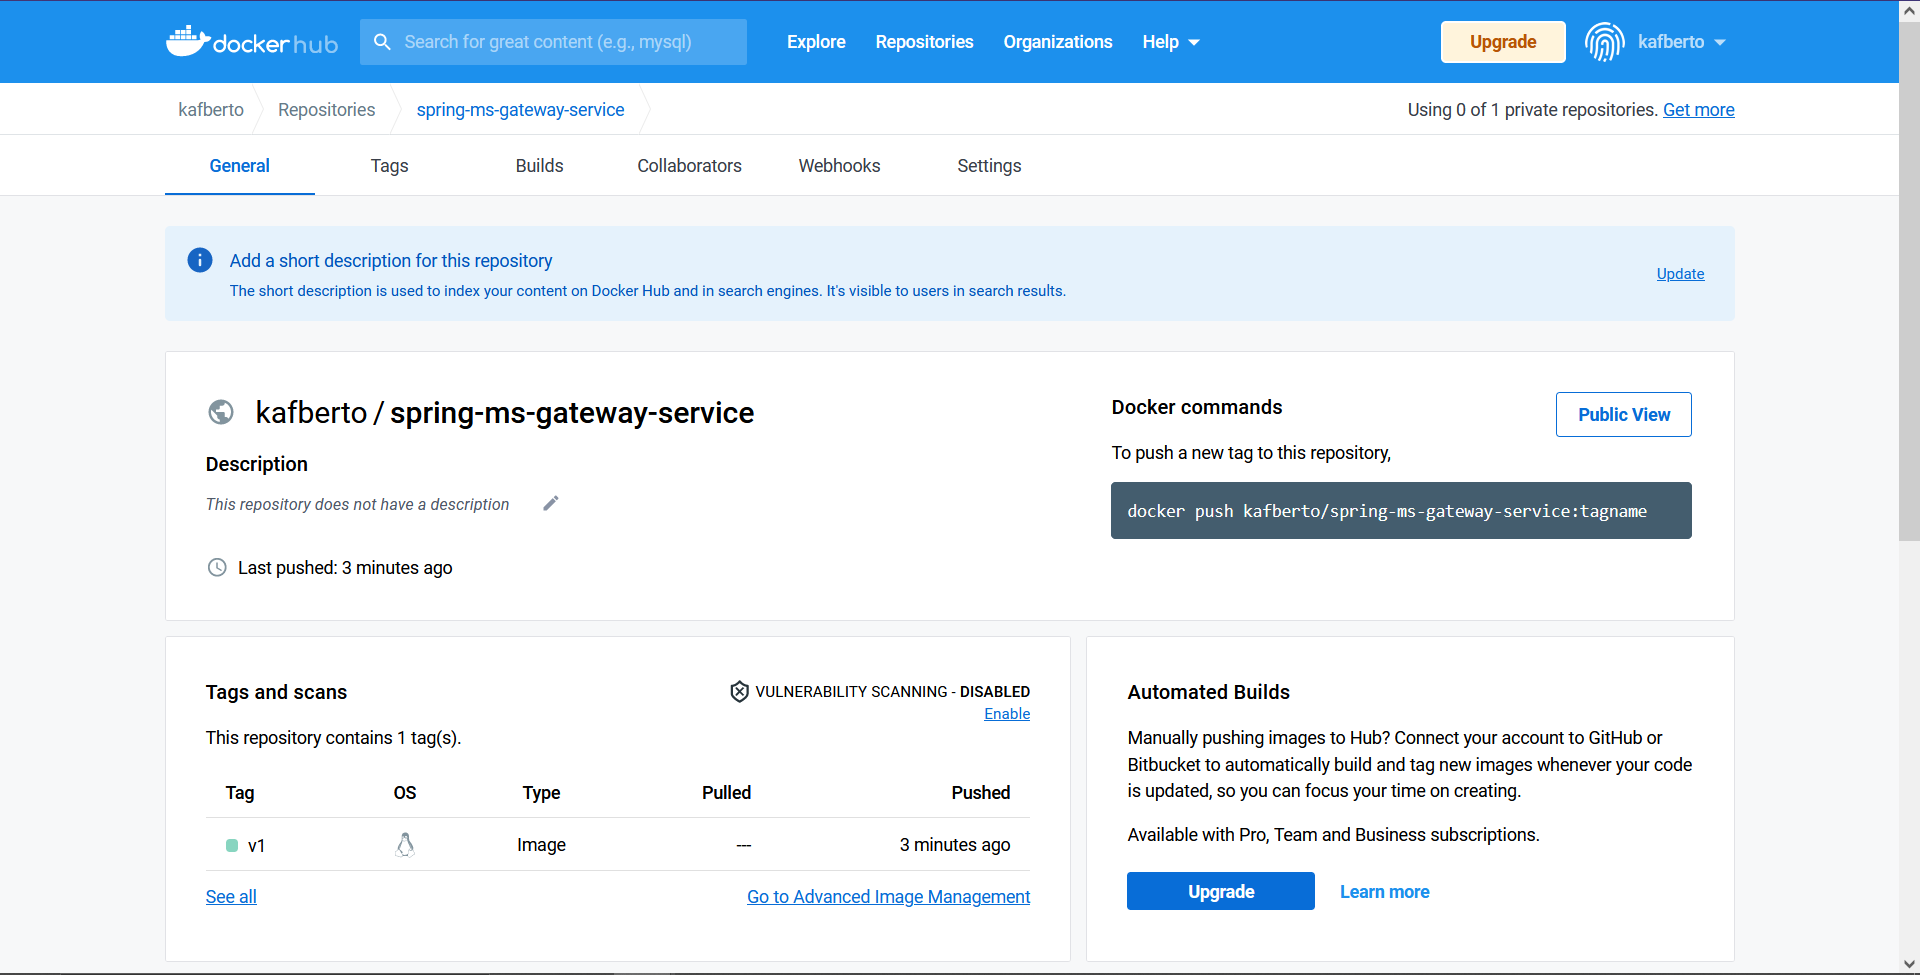 docker hub
Search for great content (e.g., mysql)
Explore
Repositories
Organizations
Help
Upgrade
kafberto
kafberto
Repositories
spring-ms-gateway-service
Using 0 of 1 private repositories. Get more
General
Tags
Builds
Collaborators
Webhooks
Settings
Add a short description for this repository
The short description is used to index your content on Docker Hub and in search engines. It's visible to users in search results.
Update
kafberto / spring-ms-gateway-service
Description
This repository does not have a description
Last pushed: 3 minutes ago
Docker commands
Public View
To push a new tag to this repository,
docker push kafberto/spring-ms-gateway-service:tagname
Tags and scans
VULNERABILITY SCANNING - DISABLED
Enable
This repository contains 1 tag(s).
Tag OS Type Pulled Pushed
v1 Image --- 3 minutes ago
See all
Go to Advanced Image Management
Automated Builds
Manually pushing images to Hub? Connect your account to GitHub or
Bitbucket to automatically build and tag new images whenever your code
is updated, so you can focus your time on creating.
Available with Pro, Team and Business subscriptions.
Upgrade
Learn more